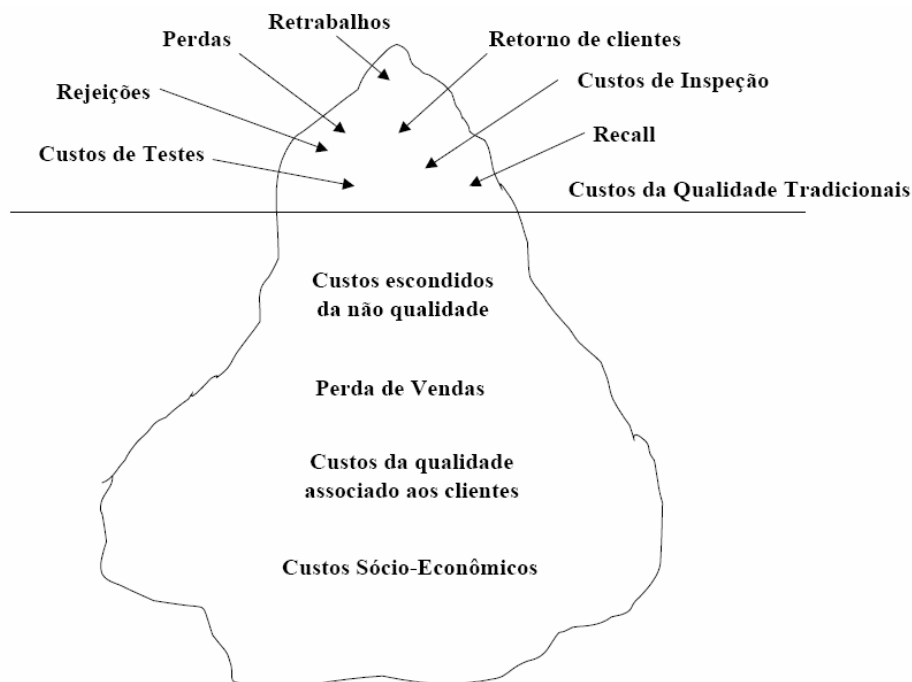 Retrabalhos
Perdas
Retorno de clientes
Rejeições
Custos de Inspeção
Custos de Testes
Recall
Custos da Qualidade Tradicionais
Custos escondidos
da não qualidade
Perda de Vendas
Custos da qualidade
associado aos clientes
Custos Sócio-Econômicos